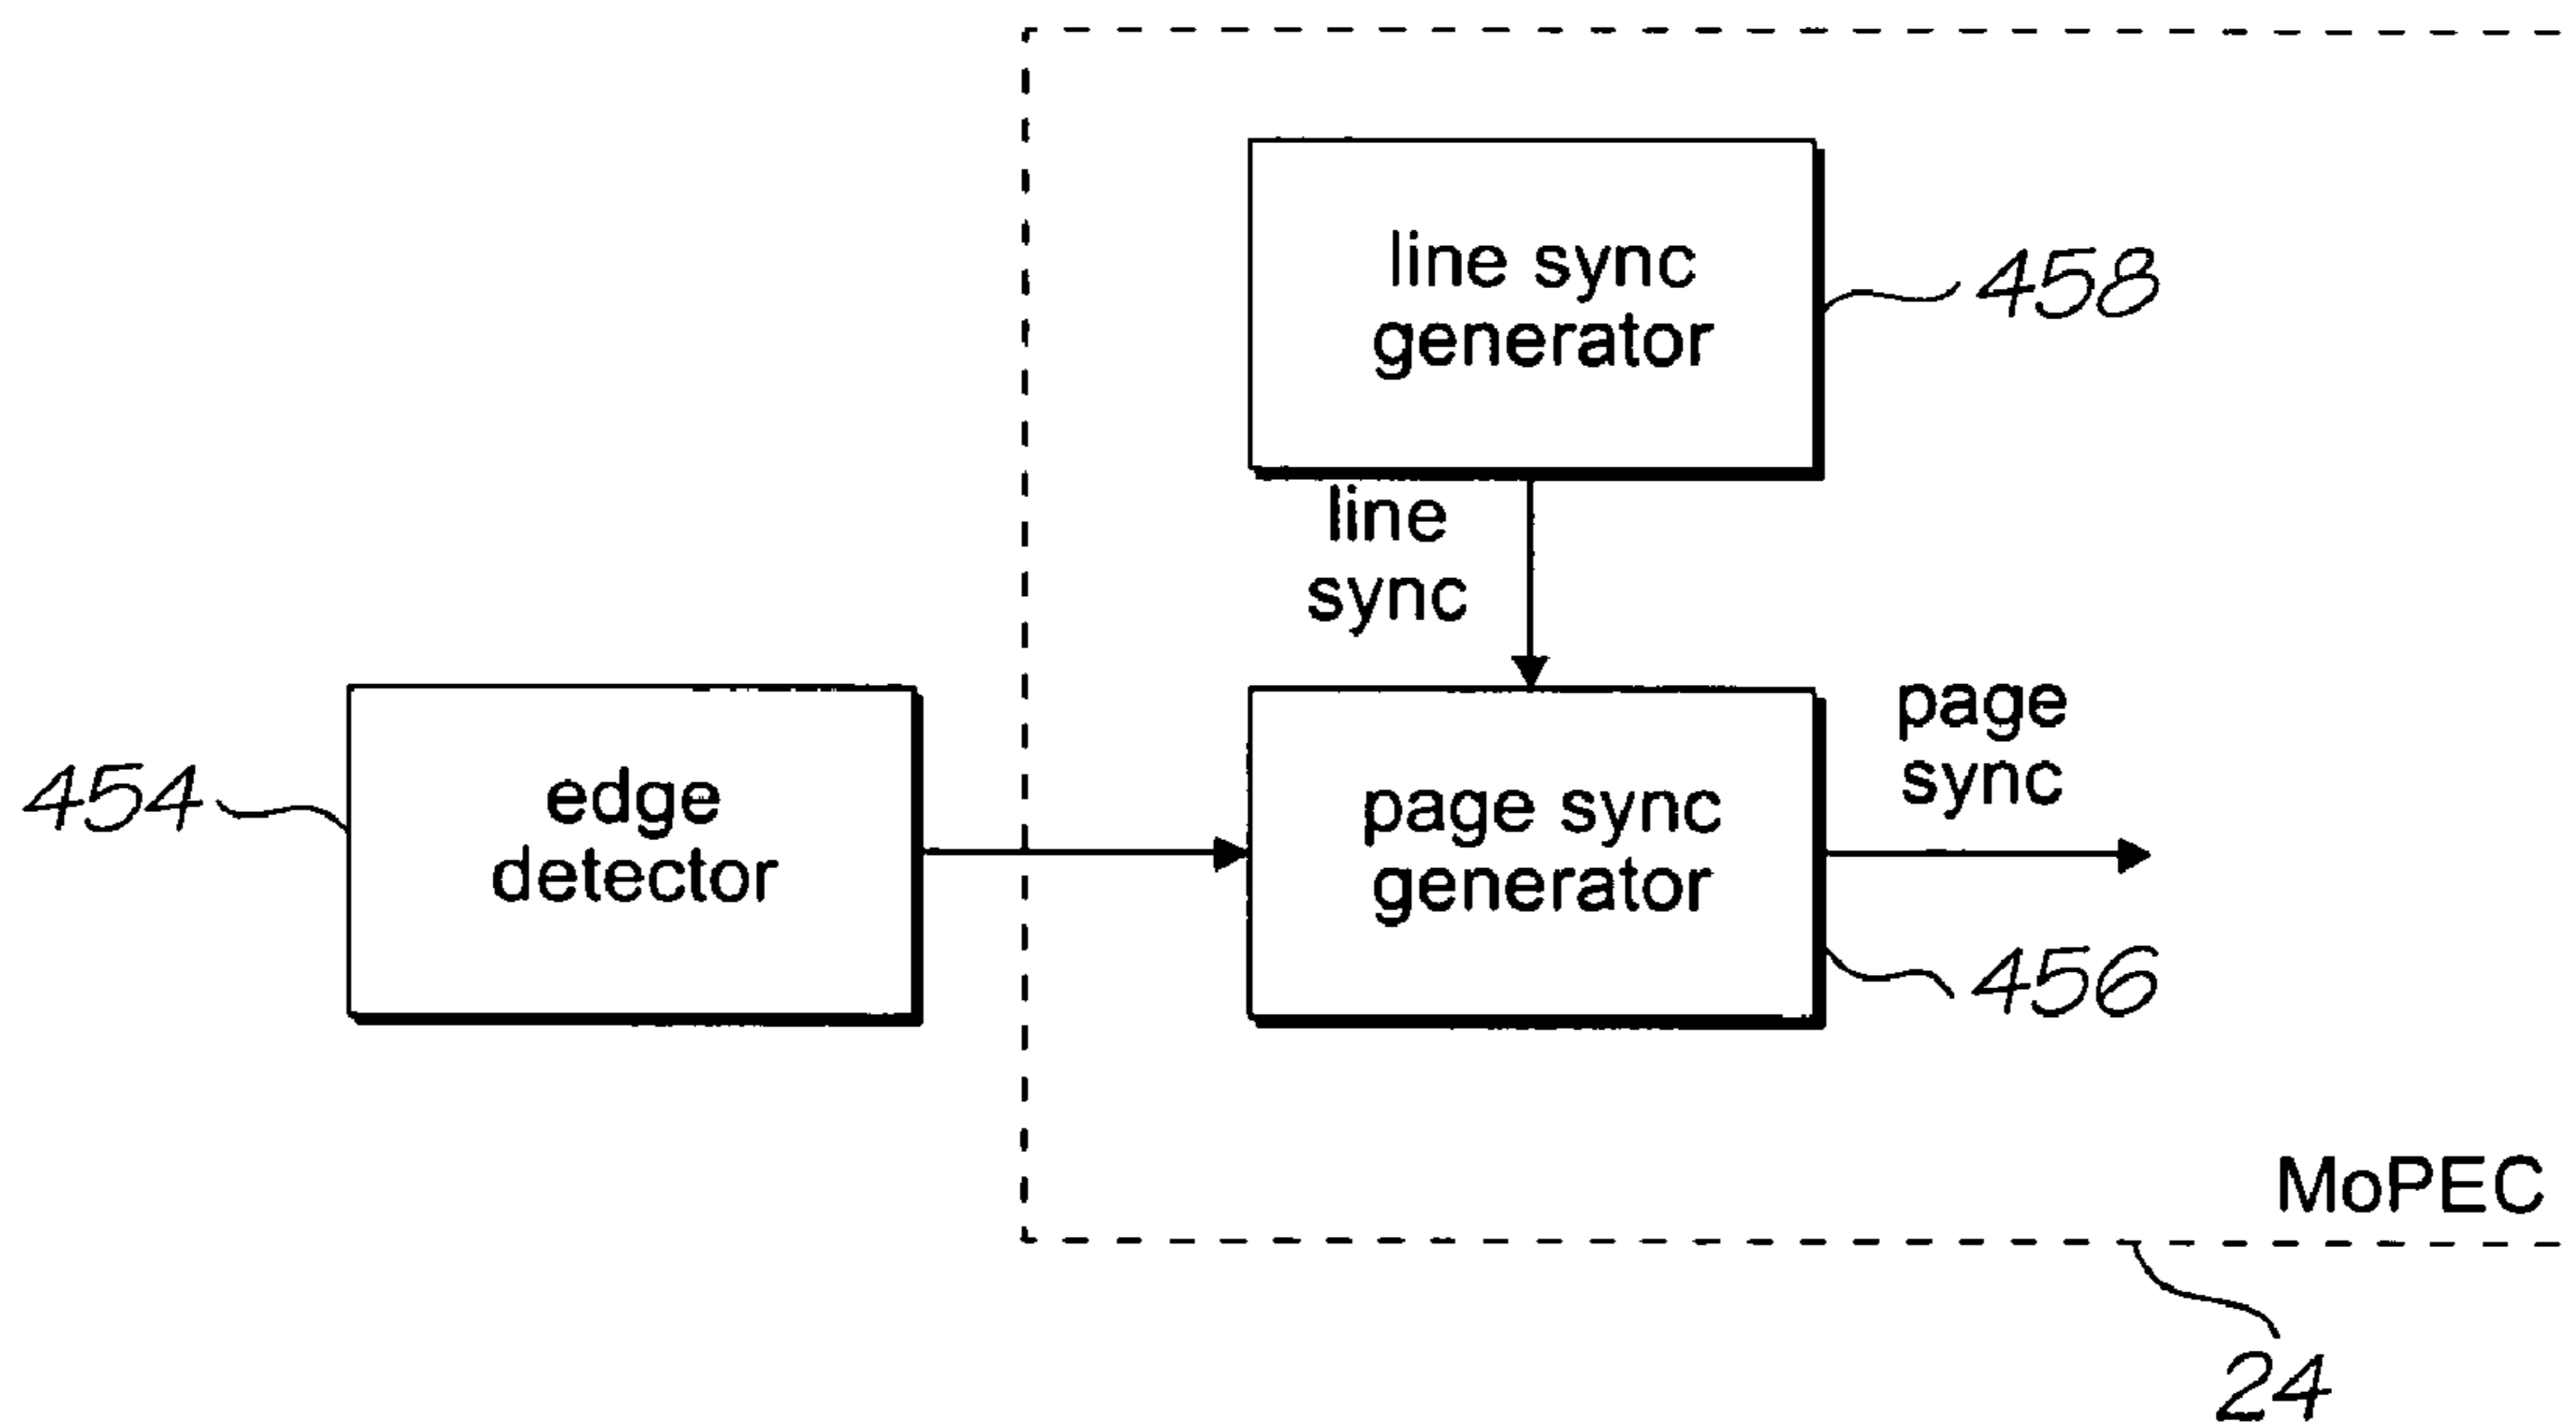 line sync
generator
458
line
sync
454
edge
detector
page sync
generator
page
sync
456
MoPEC
24